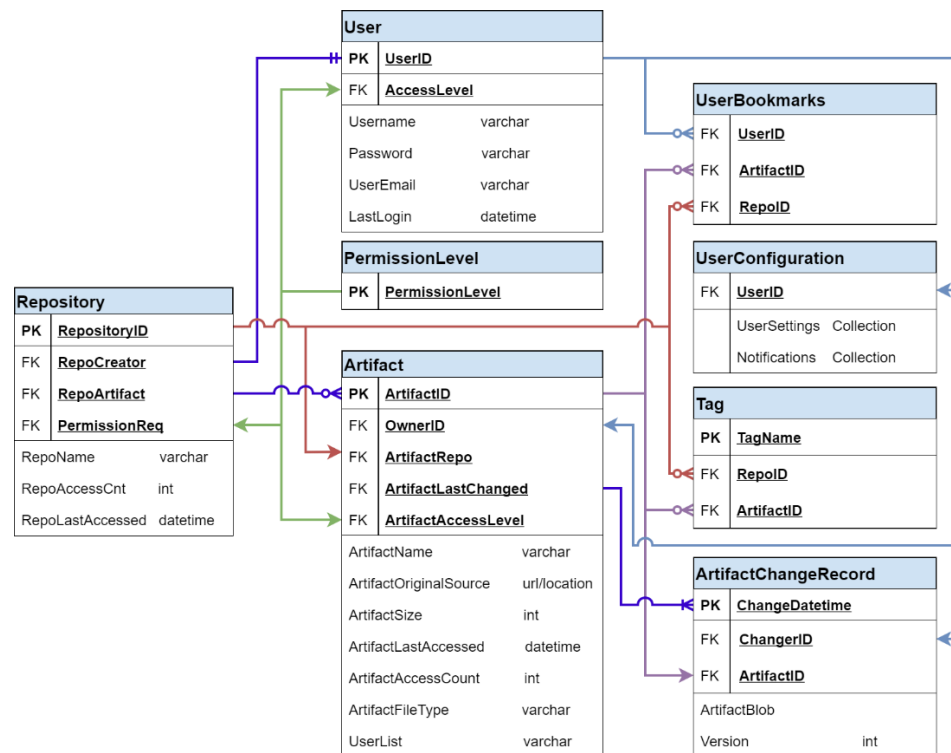 User
PK UserID
FK AccessLevel
Username varchar
Password varchar
UserEmail varchar
LastLogin datetime
PermissionLevel
PK PermissionLevel
Repository
PK RepositoryID
FK RepoCreator
FK RepoArtifact
FK PermissionReq
RepoName varchar
RepoAccessCnt int
RepoLastAccessed datetime
Artifact
PK ArtifactID
FK OwnerID
FK ArtifactRepo
FK ArtifactLastChanged
FK ArtifactAccessLevel
ArtifactName varchar
ArtifactOriginalSource url/location
ArtifactSize int
ArtifactLastAccessed datetime
ArtifactAccessCount int
ArtifactFileType varchar
UserList varchar
UserBookmarks
FK UserID
FK ArtifactID
FK RepoID
UserConfiguration
FK UserID
UserSettings Collection
Notifications Collection
Tag
PK TagName
FK RepoID
FK ArtifactID
ArtifactChangeRecord
PK ChangeDatetime
FK ChangerID
FK ArtifactID
ArtifactBlob
Version int